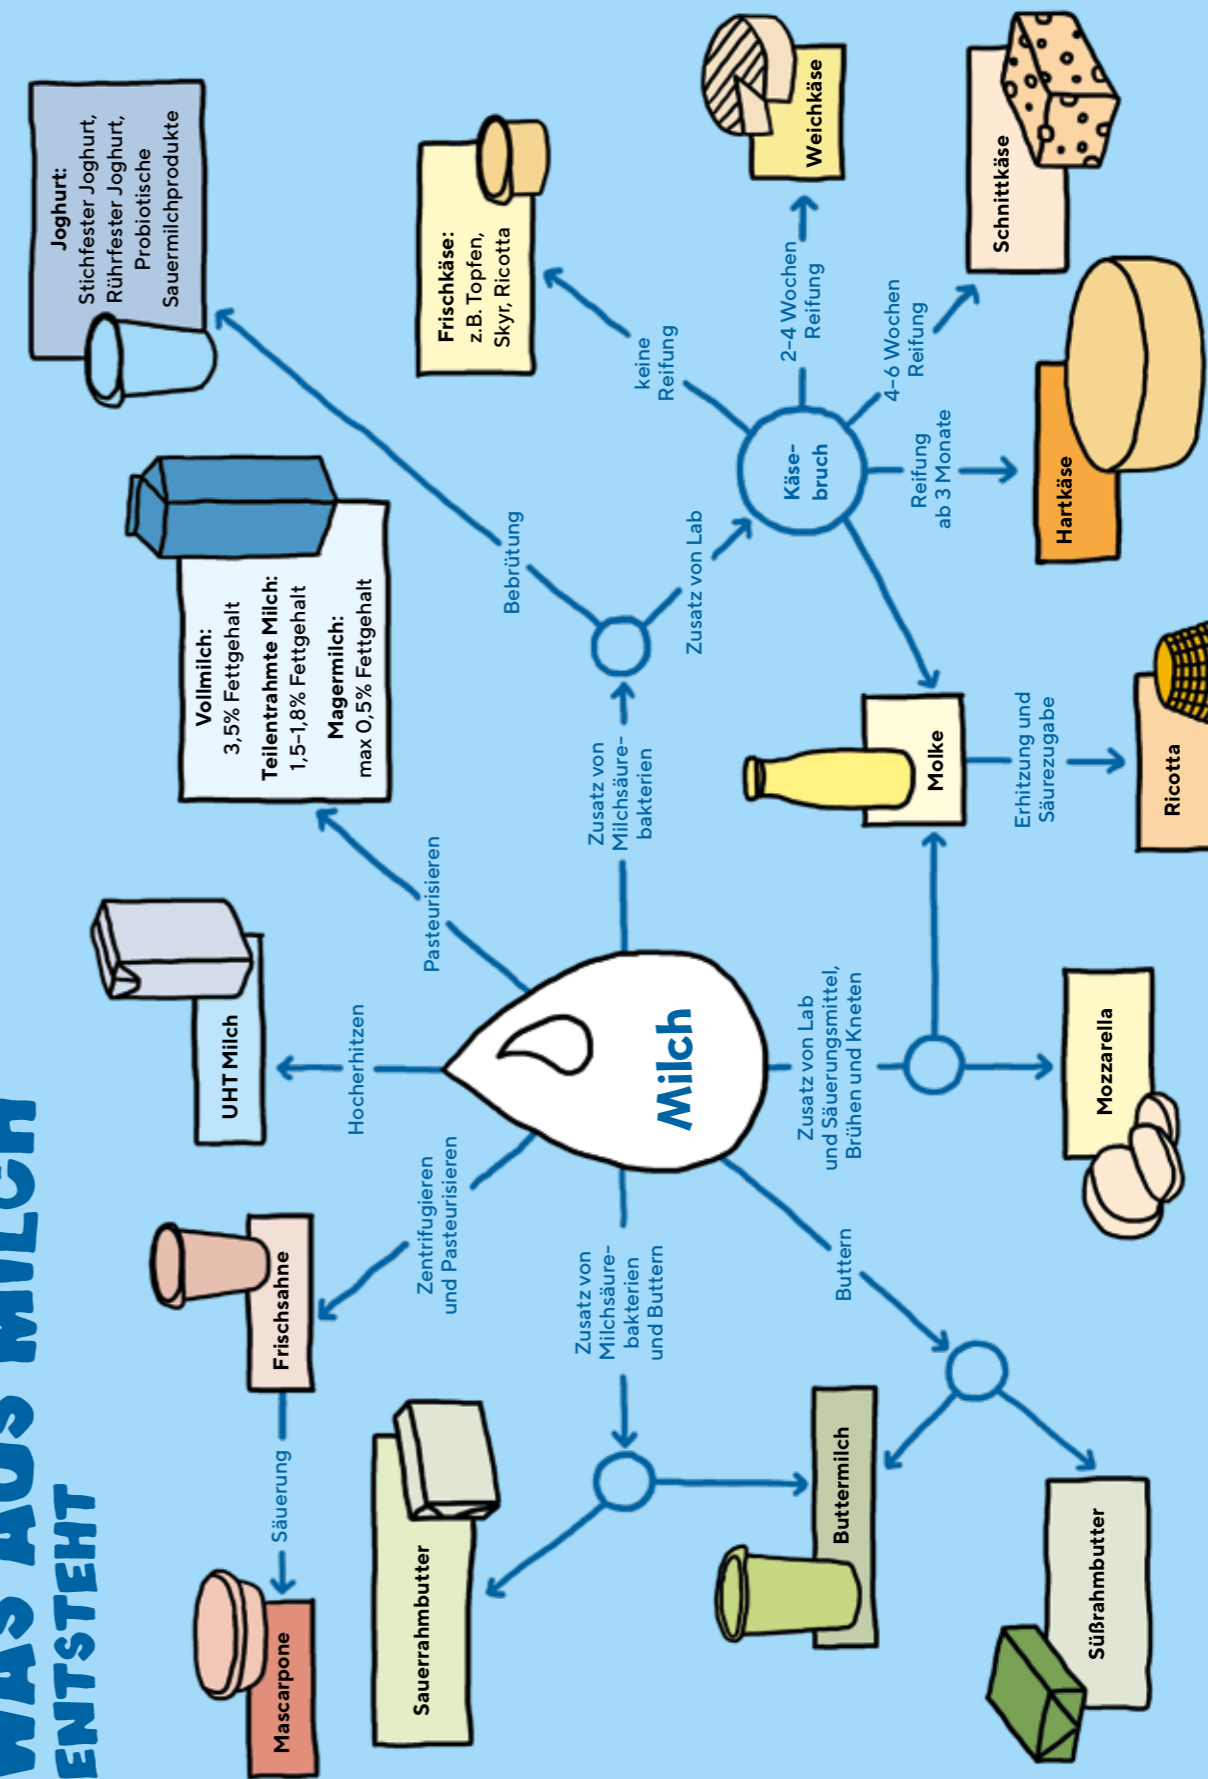 WAS AUS MILCH
ENTSTEHT
Mascarpone
Säuerung
Frischsahne
Zentrifugieren
und Pasteurisieren
UHT Milch
Hocherhitzen
Vollmilch:
3,5% Fettgehalt
Teilentrahmte Milch:
1,5–1,8% Fettgehalt
Magermilch:
max 0,5% Fettgehalt
Pasteurisieren
Joghurt:
Stichfester Joghurt,
Rührfester Joghurt,
Probiotische
Sauermilchprodukte
Bebrütung
Sauerrahmbutter
Zusatz von
Milchsäure-
bakterien
und Buttern
Milch
Zusatz von
Milchsäure-
bakterien
Zusatz von Lab
Käse-
bruch
keine
Reifung
Frischkäse:
z.B. Topfen,
Skyr, Ricotta
2–4 Wochen
Reifung
Weichkäse
4–6 Wochen
Reifung
Schnittkäse
Reifung
ab 3 Monate
Hartkäse
Buttermilch
Buttern
Süßrahmbutter
Zusatz von Lab
und Säuerungsmittel,
Brühen und Kneten
Mozzarella
Molke
Erhitzung und
Säurezugabe
Ricotta